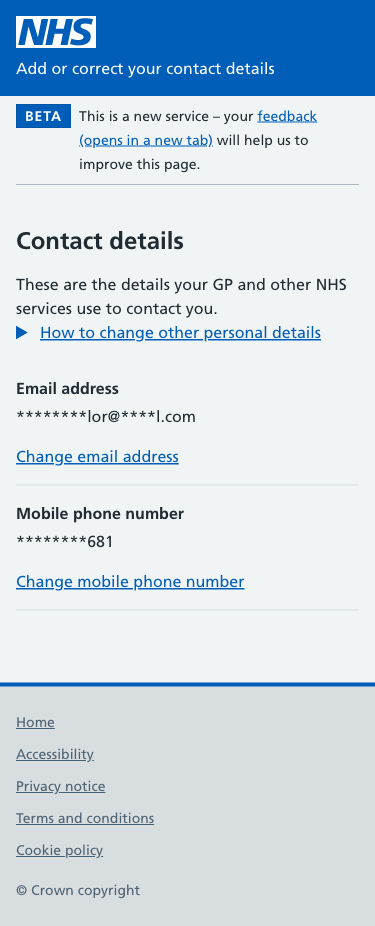 NHS
Add or correct your contact details
BETA
This is a new service – your feedback
(opens in a new tab) will help us to
improve this page.
Contact details
These are the details your GP and other NHS
services use to contact you.
How to change other personal details
Email address
********lor@****l.com
Change email address
Mobile phone number
********681
Change mobile phone number
Home
Accessibility
Privacy notice
Terms and conditions
Cookie policy
© Crown copyright